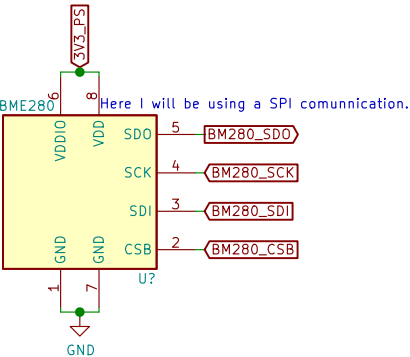 3V3_PS
6
8
BME280
Here I will be using a SPI comunnication.
VDDIO
VDD
SDO
5
BM280_SDO
SCK
4
BM280_SCK
SDI
3
BM280_SDI
GND
GND
CSB
2
BM280_CSB
1
7
U?
GND